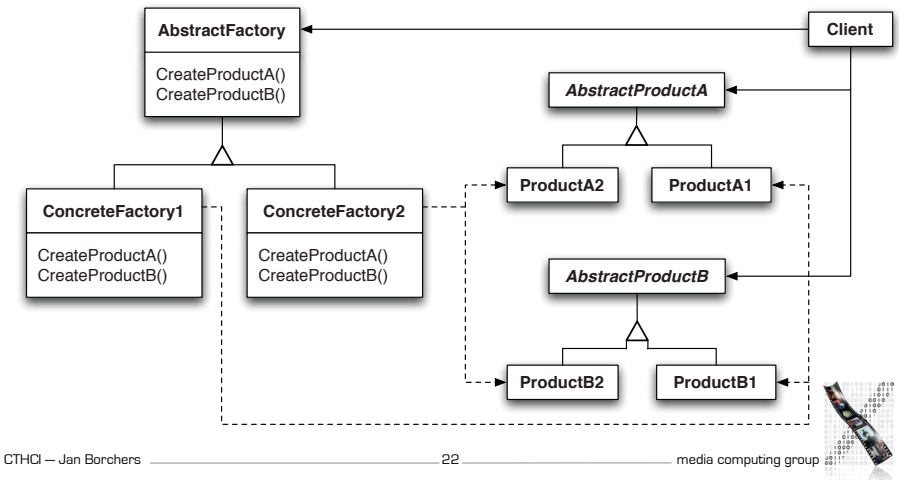 AbstractFactory
CreateProductA()
CreateProductB()
Client
AbstractProductA
ProductA2
ProductA1
ConcreteFactory1
CreateProductA()
CreateProductB()
ConcreteFactory2
CreateProductA()
CreateProductB()
AbstractProductB
ProductB2
ProductB1
CTHCI — Jan Borchers 22 media computing group